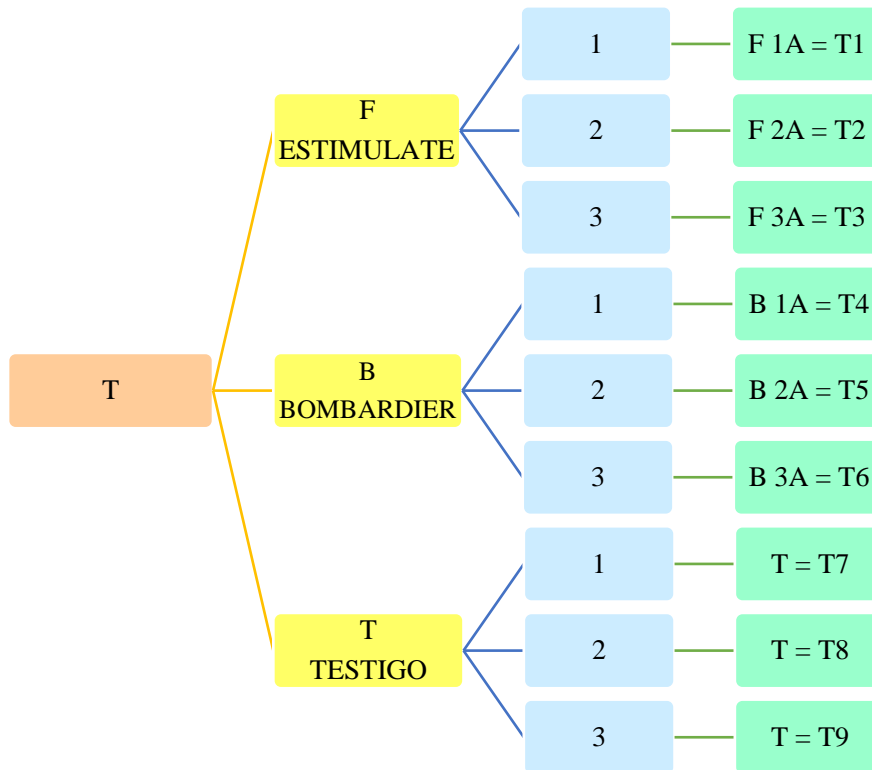 1
F 1A = T1
F
ESTIMULATE
2
F 2A = T2
3
F 3A = T3
1
B 1A = T4
T
B
BOMBARDIER
2
B 2A = T5
3
B 3A = T6
1
T = T7
T
TESTIGO
2
T = T8
3
T = T9